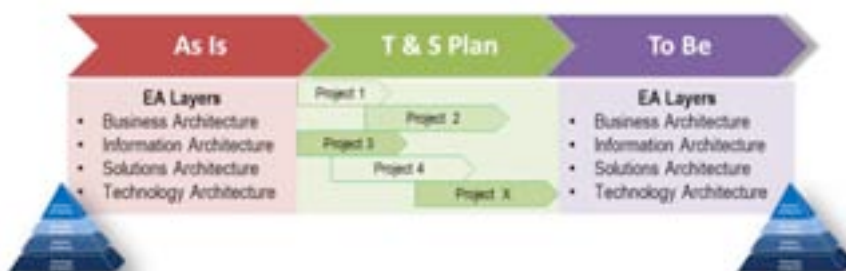 As Is
T & S Plan
To Be
EA Layers
• Business Architecture
• Information Architecture
• Solutions Architecture
• Technology Architecture
Project 1
Project 2
Project 3
Project 4
Project X
EA Layers
• Business Architecture
• Information Architecture
• Solutions Architecture
• Technology Architecture